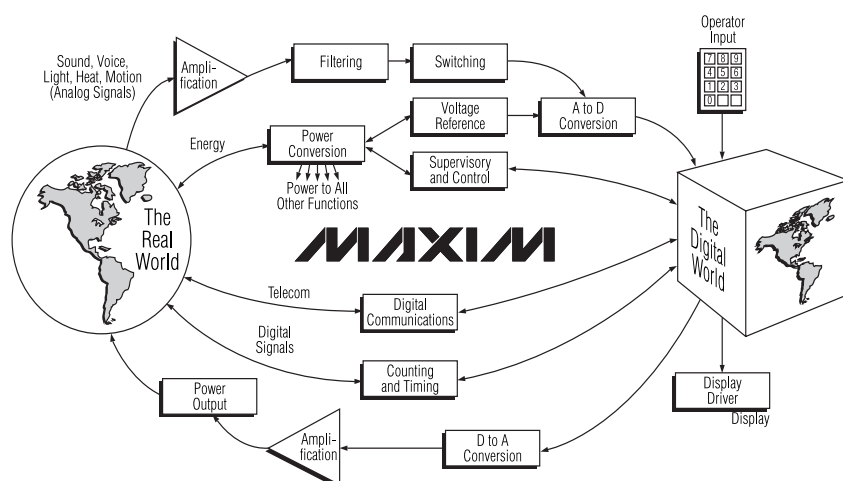 Sound, Voice,
Light, Heat, Motion
(Analog Signals)
Ampli-
fication
Filtering
Switching
Operator
Input
7 8 9
4 5 6
1 2 3
0
Voltage
Reference
A to D
Conversion
Energy
Power
Conversion
Supervisory
and Control
Power to All
Other Functions
The
Real
World
MAXIM
The
Digital
World
Telecom
Digital
Communications
Digital
Signals
Counting
and Timing
Power
Output
Display
Driver
Display
Ampli-
fication
D to A
Conversion